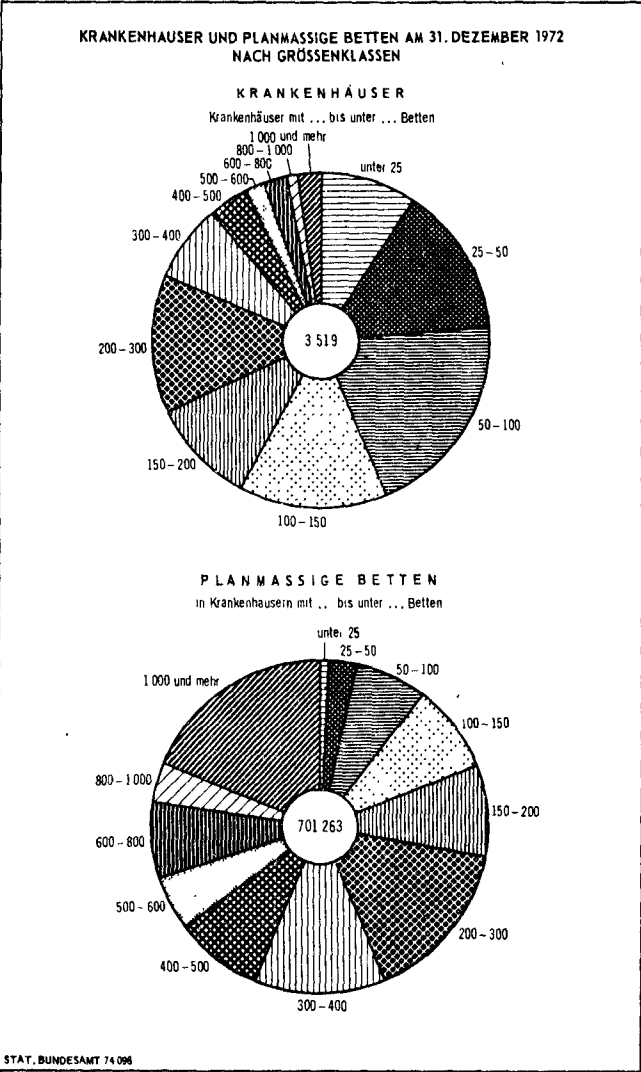 KRANKENHAUSER UND PLANMASSIGE BETTEN AM 31. DEZEMBER 1972
NACH GRÖSSENKLASSEN
KRANKENHÄUSER
Krankenhäuser mit ... bis unter ... Betten
1 000 und mehr
800 - 1 000
600 - 800
500 - 600
400 - 500
300 - 400
200 - 300
150 - 200
100 - 150
50 - 100
25 - 50
unter 25
3 519
PLANMASSIGE BETTEN
in Krankenhausern mit .. bis unter ... Betten
unter 25
25 - 50
50 - 100
100 - 150
150 - 200
200 - 300
300 - 400
400 - 500
500 - 600
600 - 800
800 - 1 000
1 000 und mehr
701 263
STAT. BUNDESAMT 74 096